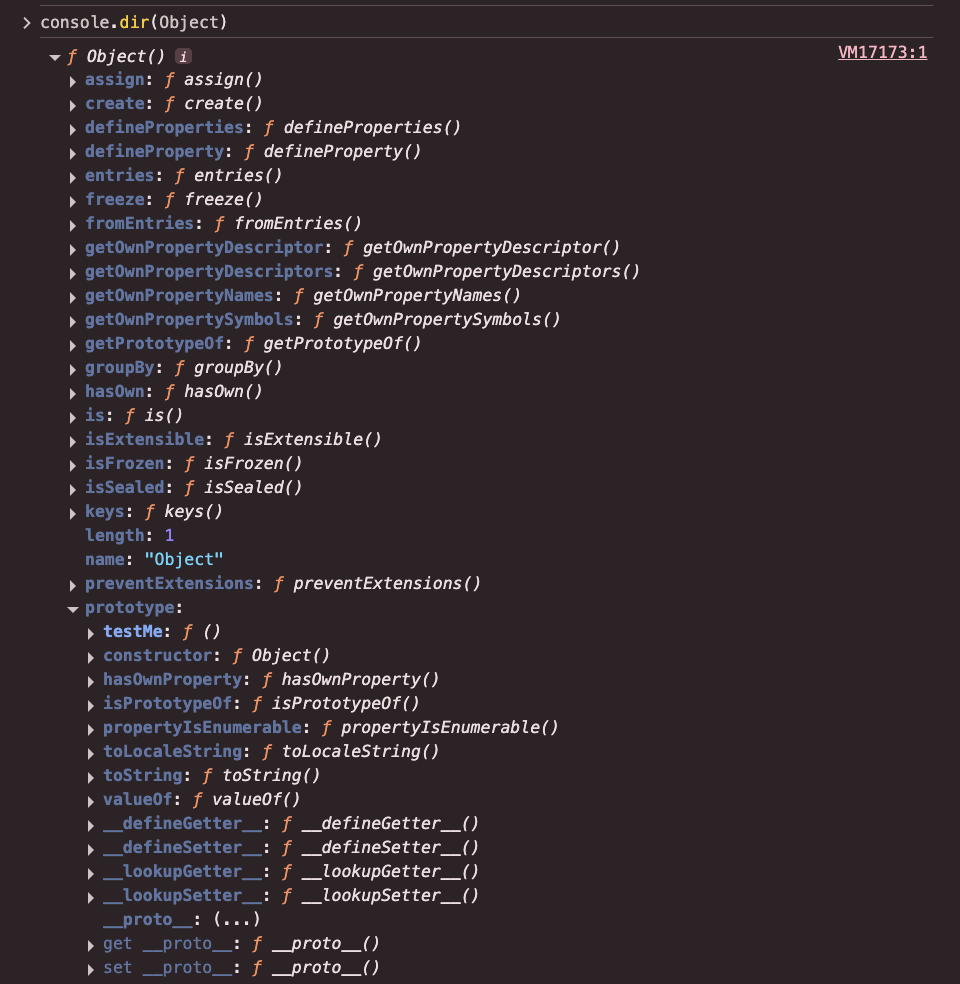 > console.dir(Object)
▼ ƒ Object() i VM17173:1
▶ assign: ƒ assign()
▶ create: ƒ create()
▶ defineProperties: ƒ defineProperties()
▶ defineProperty: ƒ defineProperty()
▶ entries: ƒ entries()
▶ freeze: ƒ freeze()
▶ fromEntries: ƒ fromEntries()
▶ getOwnPropertyDescriptor: ƒ getOwnPropertyDescriptor()
▶ getOwnPropertyDescriptors: ƒ getOwnPropertyDescriptors()
▶ getOwnPropertyNames: ƒ getOwnPropertyNames()
▶ getOwnPropertySymbols: ƒ getOwnPropertySymbols()
▶ getPrototypeOf: ƒ getPrototypeOf()
▶ groupBy: ƒ groupBy()
▶ hasOwn: ƒ hasOwn()
▶ is: ƒ is()
▶ isExtensible: ƒ isExtensible()
▶ isFrozen: ƒ isFrozen()
▶ isSealed: ƒ isSealed()
▶ keys: ƒ keys()
length: 1
name: "Object"
▶ preventExtensions: ƒ preventExtensions()
▼ prototype:
▶ testMe: ƒ ()
▶ constructor: ƒ Object()
▶ hasOwnProperty: ƒ hasOwnProperty()
▶ isPrototypeOf: ƒ isPrototypeOf()
▶ propertyIsEnumerable: ƒ propertyIsEnumerable()
▶ toLocaleString: ƒ toLocaleString()
▶ toString: ƒ toString()
▶ valueOf: ƒ valueOf()
▶ __defineGetter__: ƒ __defineGetter__()
▶ __defineSetter__: ƒ __defineSetter__()
▶ __lookupGetter__: ƒ __lookupGetter__()
▶ __lookupSetter__: ƒ __lookupSetter__()
__proto__: (...)
▶ get __proto__: ƒ __proto__()
▶ set __proto__: ƒ __proto__()